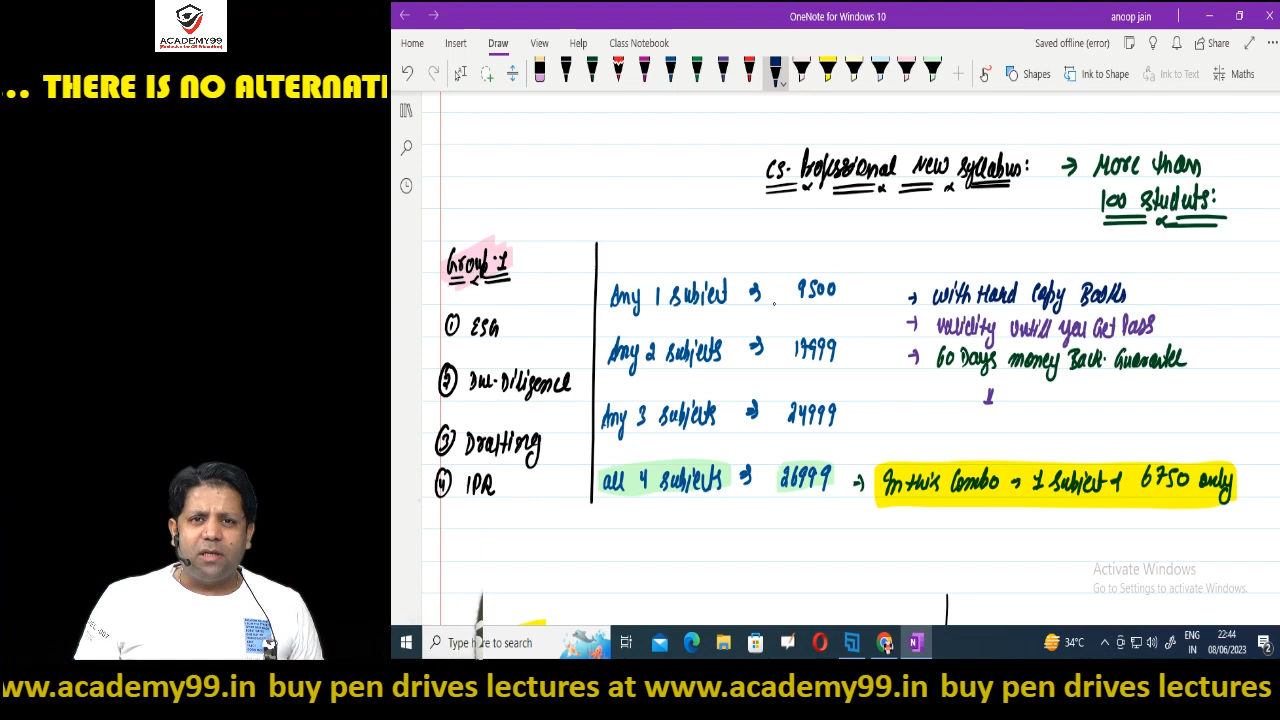 ACADEMY99
... THERE IS NO ALTERNATI
OneNote for Windows 10
anoop jain
Home Insert Draw View Help Class Notebook
Saved offline (error)
Share
Shapes
Ink to Shape
Ink to Text
Maths
CS- Professional New Syllabus:
→ More than
100 students:
Group-1
① ESG
② Due-Diligence
③ Drafting
④ IPR
Any 1 Subject ⇒ 9500
Any 2 Subjects ⇒ 19999
Any 3 Subjects ⇒ 24999
all 4 Subjects ⇒ 26999
→ With Hard Copy Books
→ Validity Untill you Get Pass
→ 60 Days money Back Guarantee
→ In this Combo → 1 Subject 6750 only
Activate Windows
Go to Settings to activate Windows.
Type here to search
34°C
ENG
IN
22:44
08/06/2023
2
ww.academy99.in buy pen drives lectures at www.academy99.in buy pen drives lectures